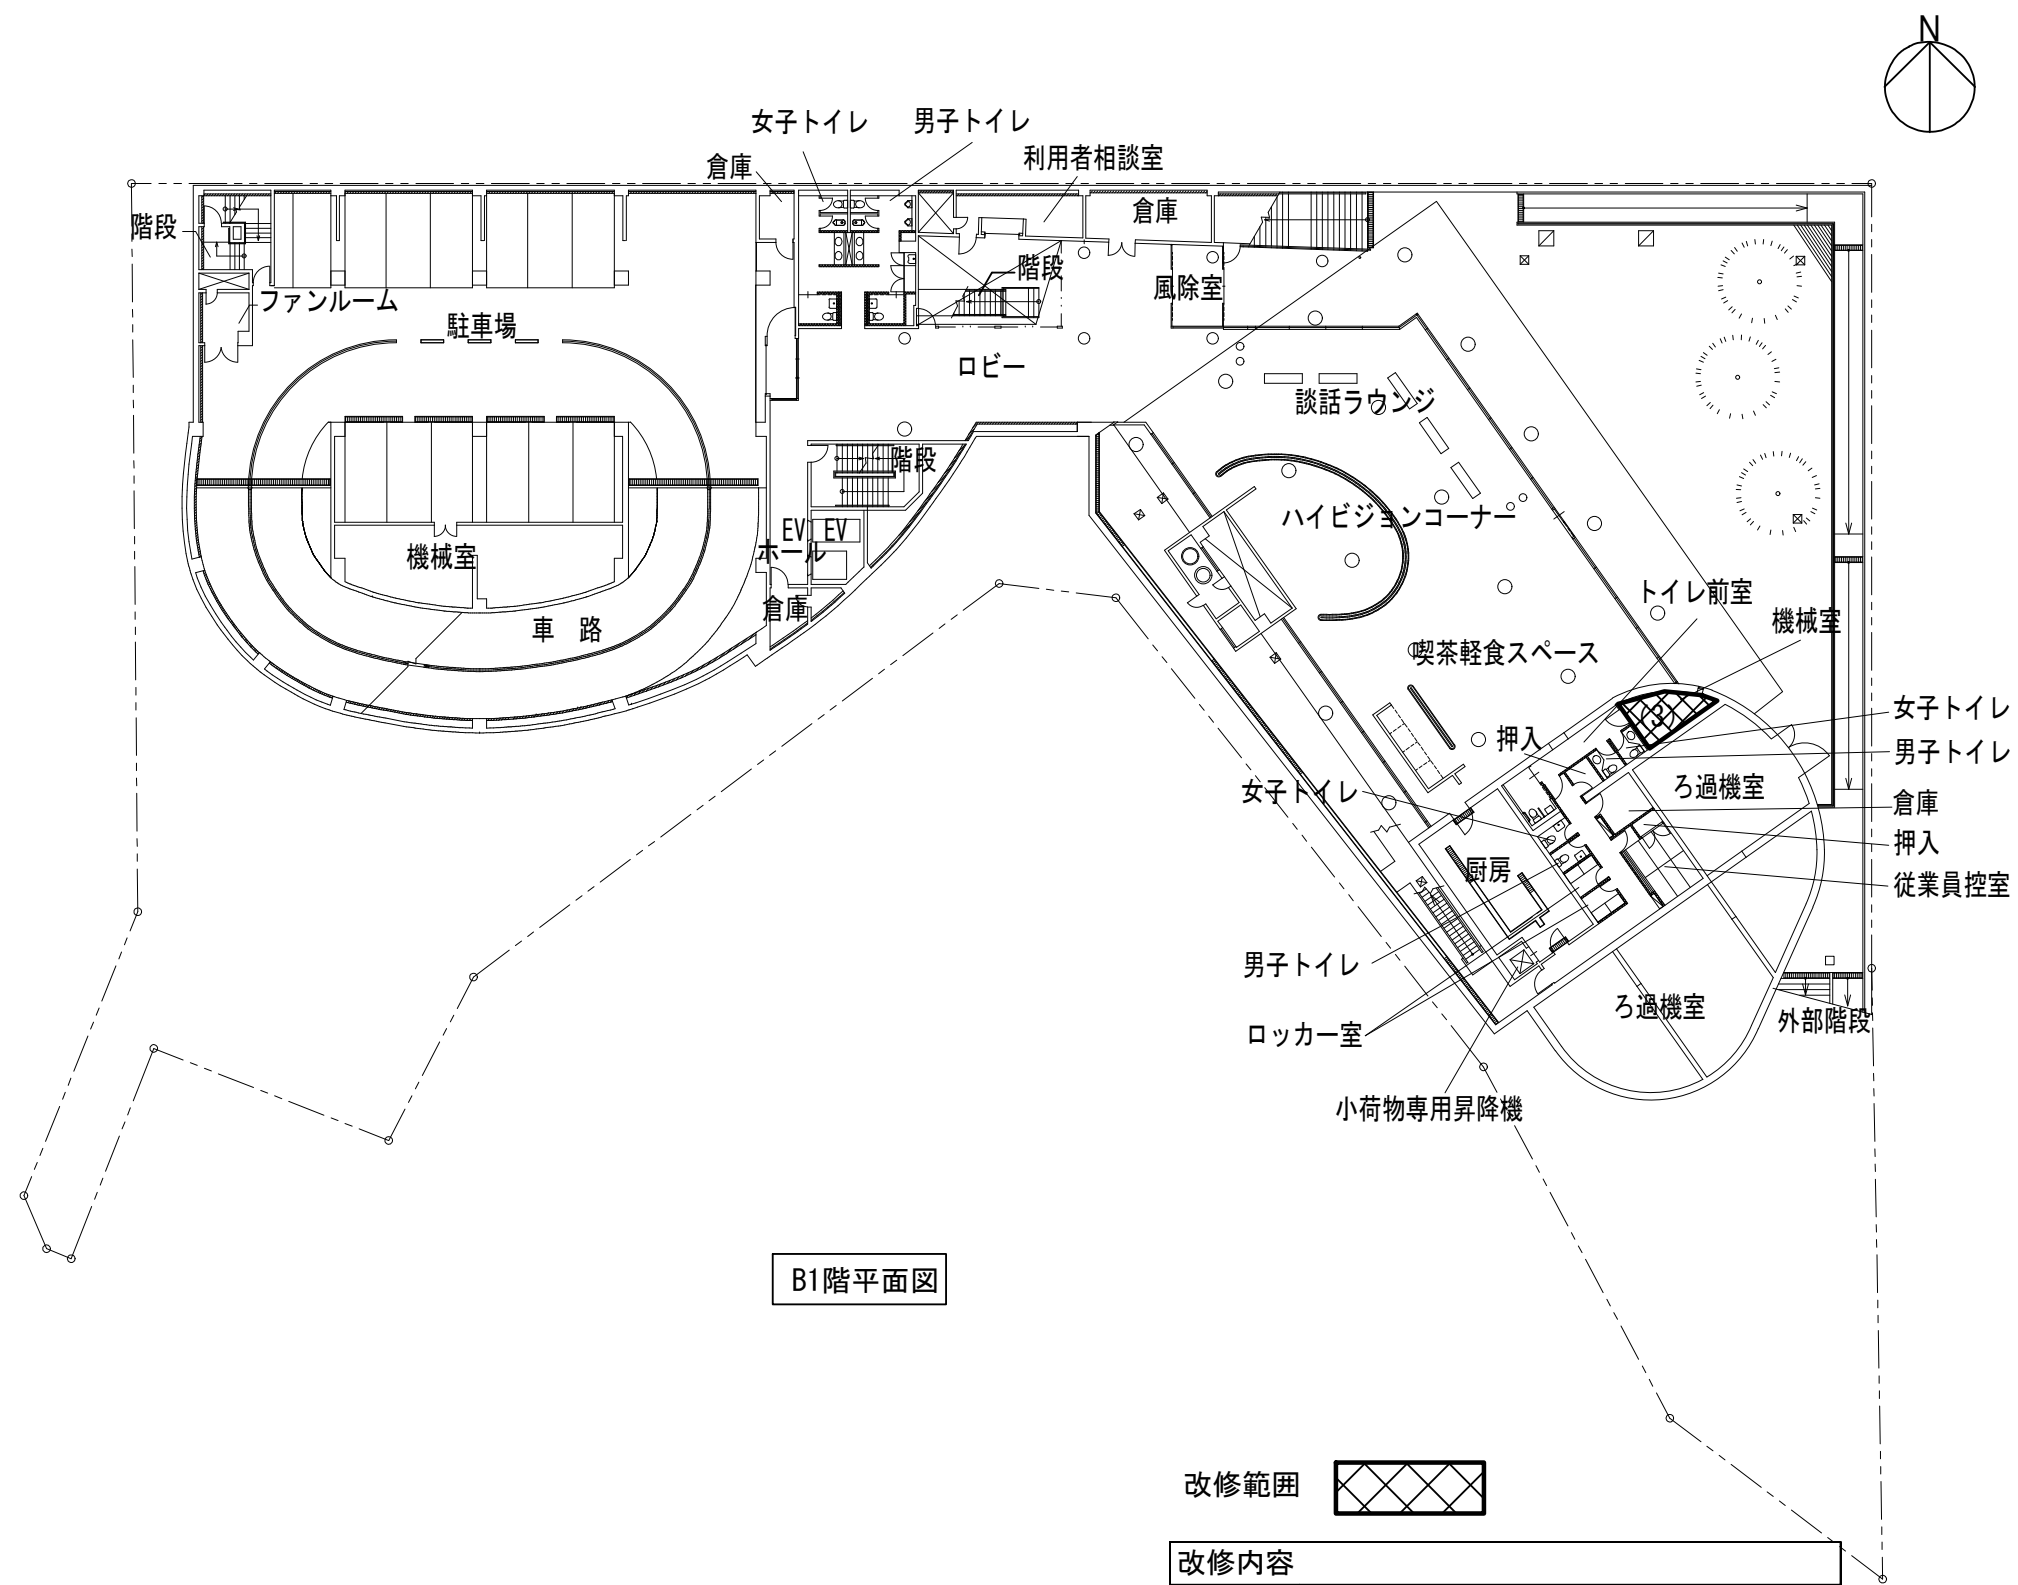 N
女子トイレ
男子トイレ
倉庫
利用者相談室
階段
倉庫
ファンルーム
階段
風除室
駐車場
ロビー
談話ラウンジ
階段
EV
EV
ホール
ハイビジョンコーナー
機械室
倉庫
車 路
トイレ前室
機械室
喫茶軽食スペース
③
女子トイレ
押入
男子トイレ
ろ過機室
女子トイレ
倉庫
押入
厨房
従業員控室
男子トイレ
ろ過機室
外部階段
ロッカー室
小荷物専用昇降機
B1階平面図
改修範囲
改修内容